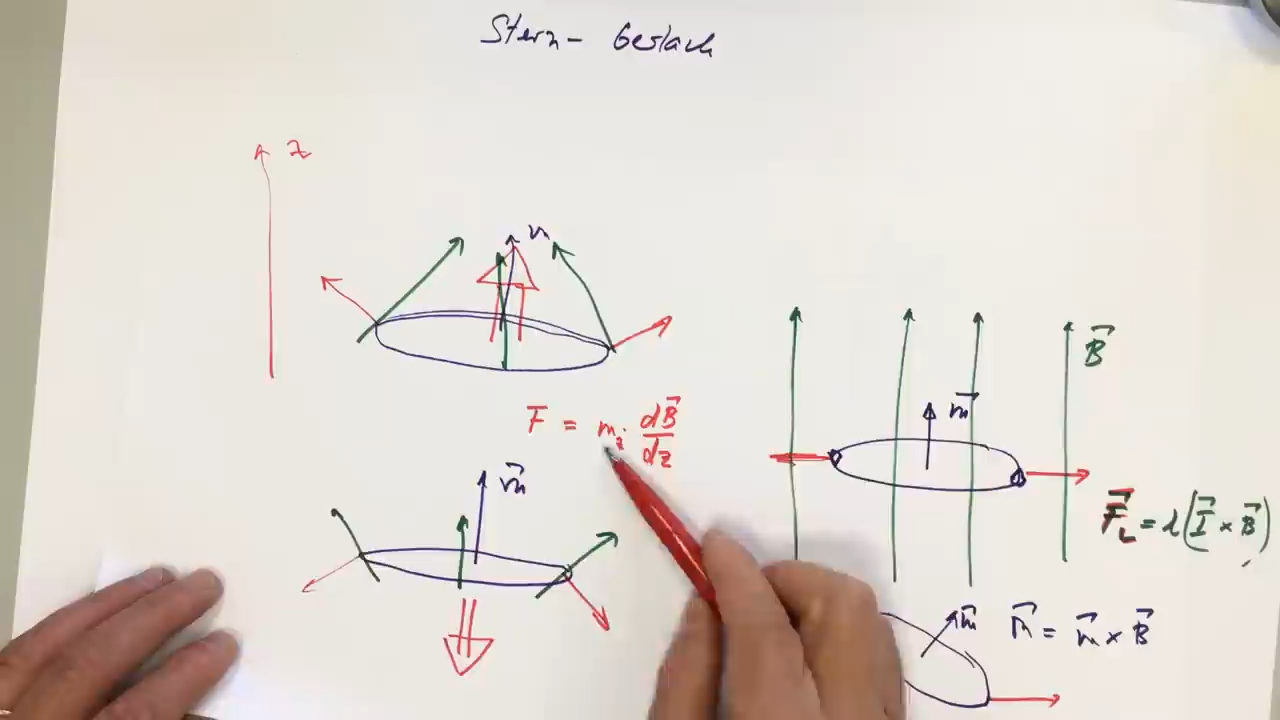 Stern- Gerlach
z
m
B⃗
m⃗
F = m_z · dB⃗/dz
m⃗
F⃗_L = l(I⃗ × B⃗)
m⃗
M⃗ = m⃗ × B⃗